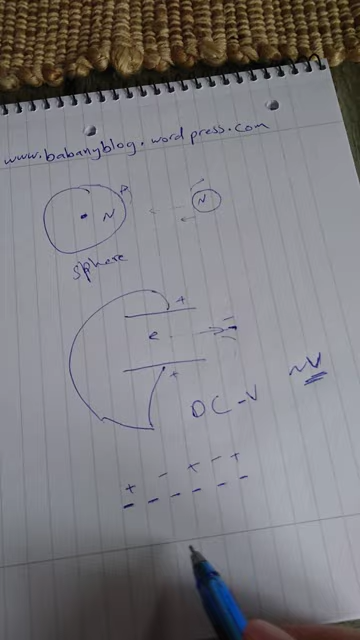 www.babanyblog.wordpress.com
P
N
N
sphere
+
e
+
DC-V
~V
+ - + - +
- - - - - -